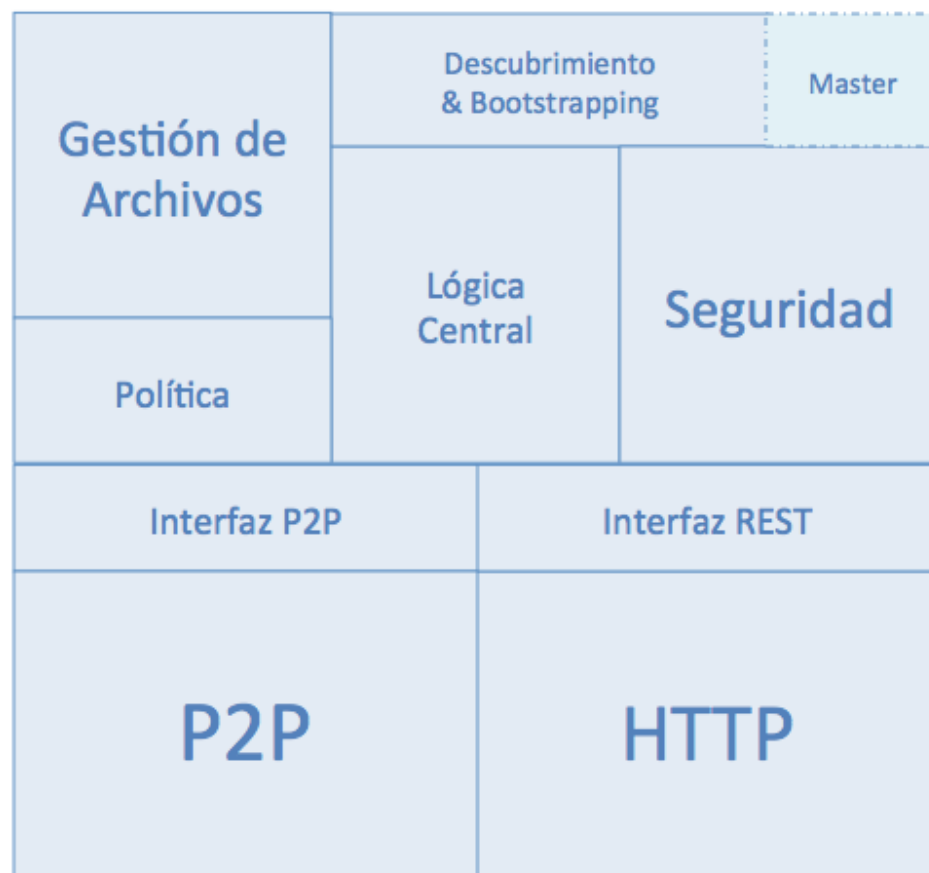 Gestión de
Archivos
Descubrimiento
& Bootstrapping
Master
Lógica
Central
Seguridad
Política
Interfaz P2P
Interfaz REST
P2P
HTTP